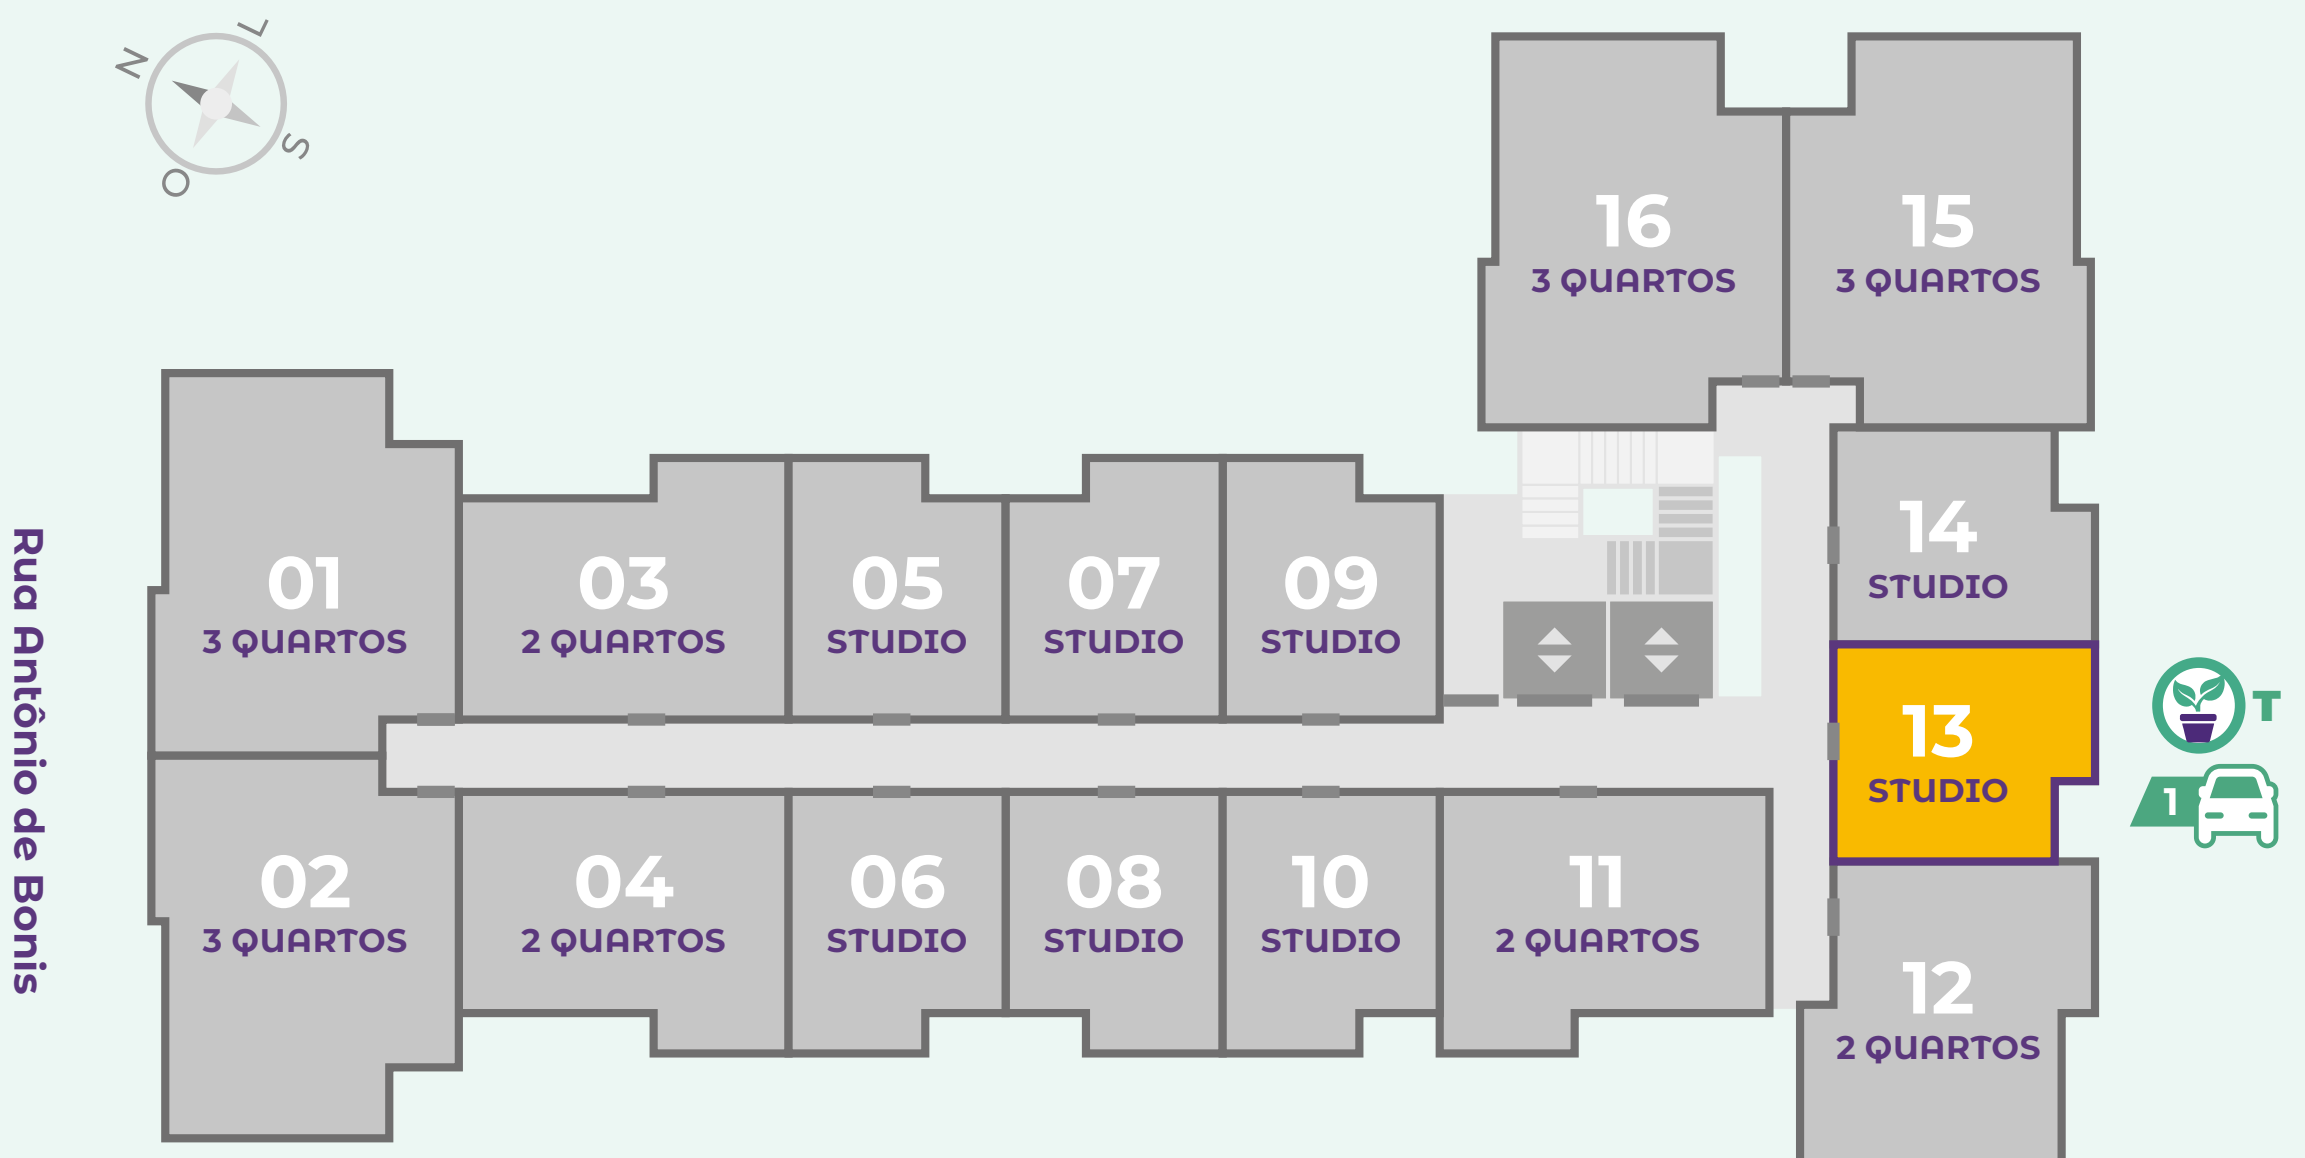 N
L
S
O
Rua Antônio de Bonis
16
3 QUARTOS
15
3 QUARTOS
01
3 QUARTOS
03
2 QUARTOS
05
STUDIO
07
STUDIO
09
STUDIO
14
STUDIO
13
STUDIO
T
1
02
3 QUARTOS
04
2 QUARTOS
06
STUDIO
08
STUDIO
10
STUDIO
11
2 QUARTOS
12
2 QUARTOS